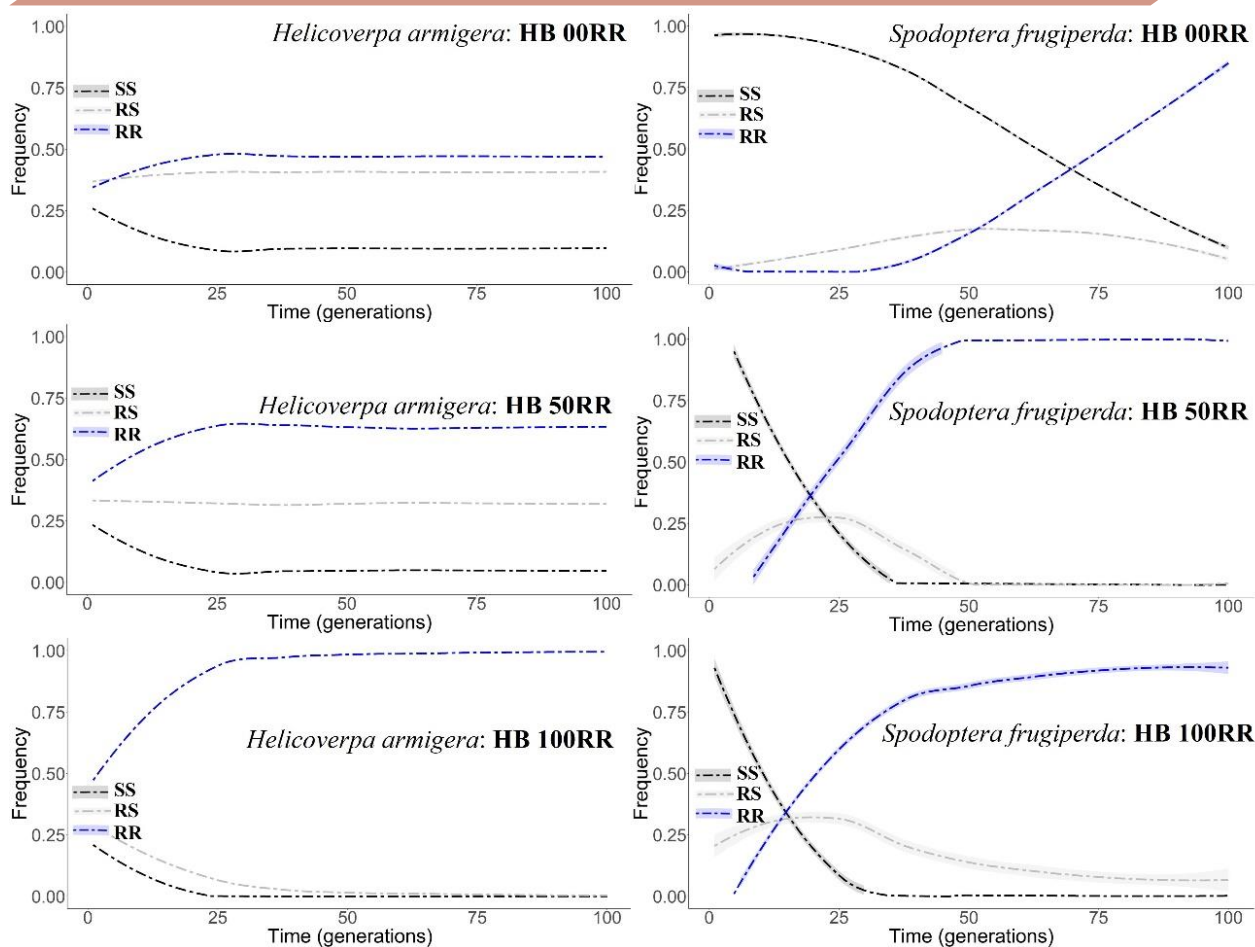 Helicoverpa armigera: HB 00RR
Frequency
1.00
0.75
0.50
0.25
0.00
SS
RS
RR
0 25 50 75 100
Time (generations)
Spodoptera frugiperda: HB 00RR
Frequency
1.00
0.75
0.50
0.25
0.00
SS
RS
RR
0 25 50 75 100
Time (generations)
Helicoverpa armigera: HB 50RR
Frequency
1.00
0.75
0.50
0.25
0.00
SS
RS
RR
0 25 50 75 100
Time (generations)
Spodoptera frugiperda: HB 50RR
Frequency
1.00
0.75
0.50
0.25
0.00
SS
RS
RR
0 25 50 75 100
Time (generations)
Helicoverpa armigera: HB 100RR
Frequency
1.00
0.75
0.50
0.25
0.00
SS
RS
RR
0 25 50 75 100
Time (generations)
Spodoptera frugiperda: HB 100RR
Frequency
1.00
0.75
0.50
0.25
0.00
SS
RS
RR
0 25 50 75 100
Time (generations)